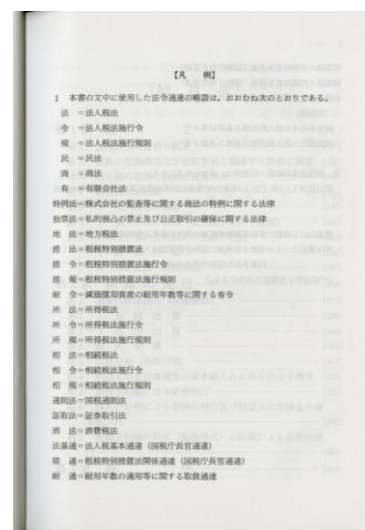 【凡　例】
1　本書の文中に使用した法令通達の略語は，おおむね次のとおりである。
法　＝法人税法
令　＝法人税法施行令
規　＝法人税法施行規則
民　＝民法
商　＝商法
有　＝有限会社法
特例法＝株式会社の監査等に関する商法の特例に関する法律
独禁法＝私的独占の禁止及び公正取引の確保に関する法律
地　法＝地方税法
措　法＝租税特別措置法
措　令＝租税特別措置法施行令
措　規＝租税特別措置法施行規則
耐　令＝減価償却資産の耐用年数等に関する省令
所　法＝所得税法
所　令＝所得税法施行令
所　規＝所得税法施行規則
相　法＝相続税法
相　令＝相続税法施行令
相　規＝相続税法施行規則
通則法＝国税通則法
証取法＝証券取引法
消　法＝消費税法
法基通＝法人税基本通達（国税庁長官通達）
措　通＝租税特別措置法関係通達（国税庁長官通達）
耐　通＝耐用年数の適用等に関する取扱通達